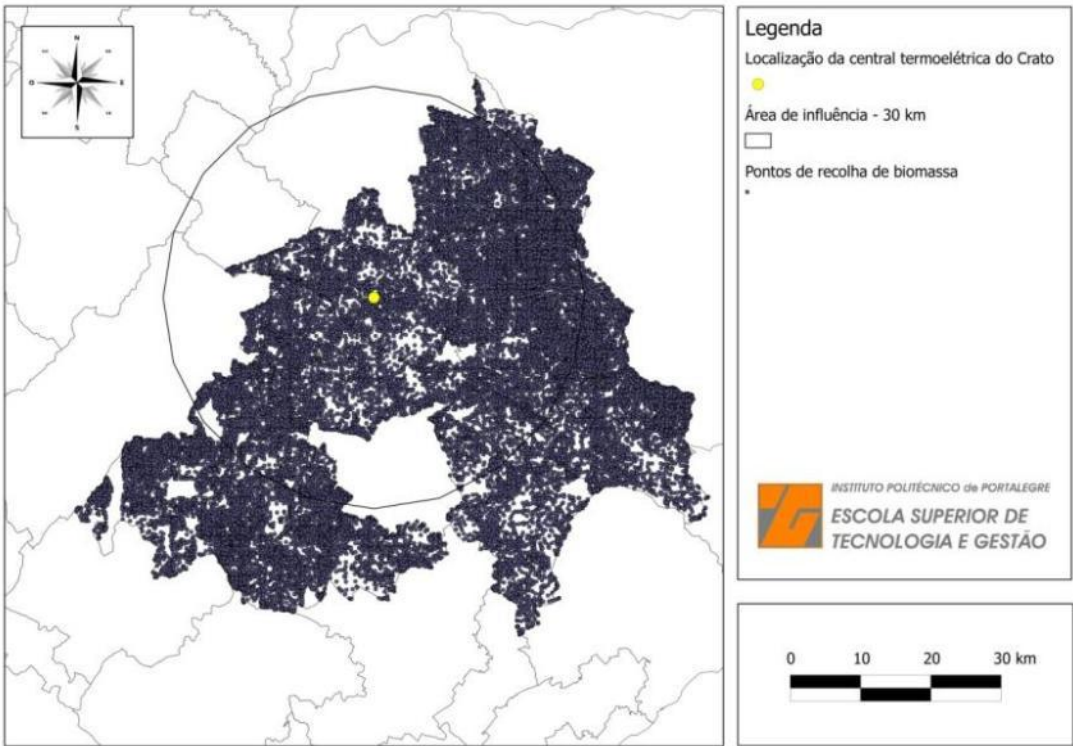 N
O
E
S
Legenda
Localização da central termoelétrica do Crato
Área de influência - 30 km
Pontos de recolha de biomassa
INSTITUTO POLITÉCNICO de PORTALEGRE
ESCOLA SUPERIOR DE
TECNOLOGIA E GESTÃO
0 10 20 30 km